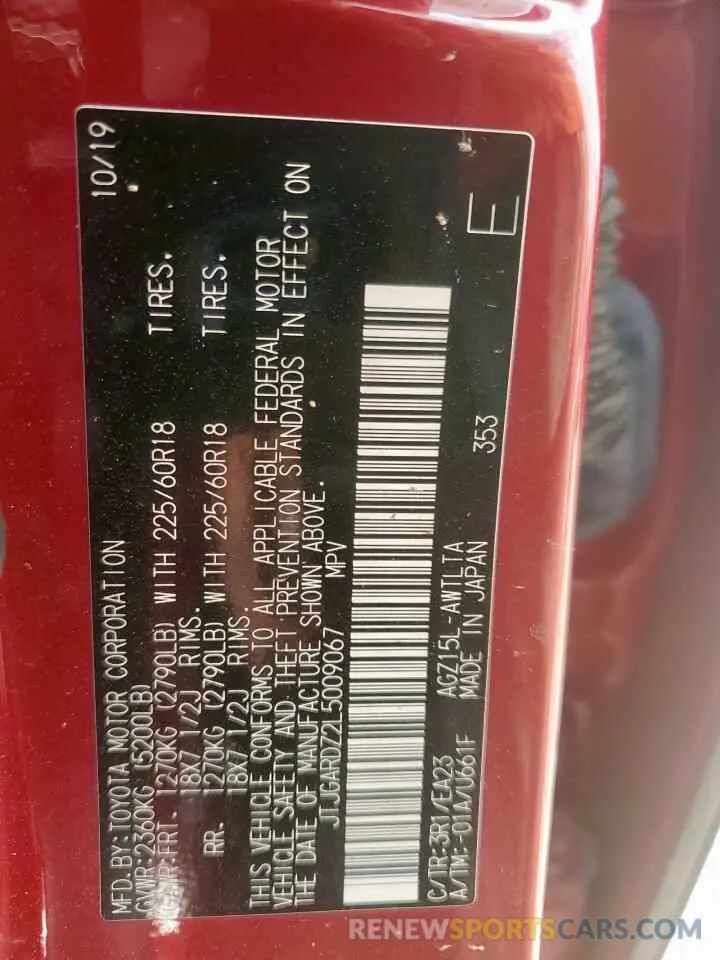 MFD. BY: TOYOTA MOTOR CORPORATION 10/19
GVWR: 2360KG (5200LB)
GAWR: FRT. 1270KG (2790LB) WITH 225/60R18 TIRES.
18X7 1/2J RIMS.
RR. 1270KG (2790LB) WITH 225/60R18 TIRES.
18X7 1/2J RIMS.
THIS VEHICLE CONFORMS TO ALL APPLICABLE FEDERAL MOTOR
VEHICLE SAFETY AND THEFT PREVENTION STANDARDS IN EFFECT ON
THE DATE OF MANUFACTURE SHOWN ABOVE.
JTJGARDZ2L5009067 MPV
C/TR: 3R1/EA23 AGZ15L-AWTLTA 353
A/TM: -01A/U661F MADE IN JAPAN E
RENEWSPORTSCARS.COM